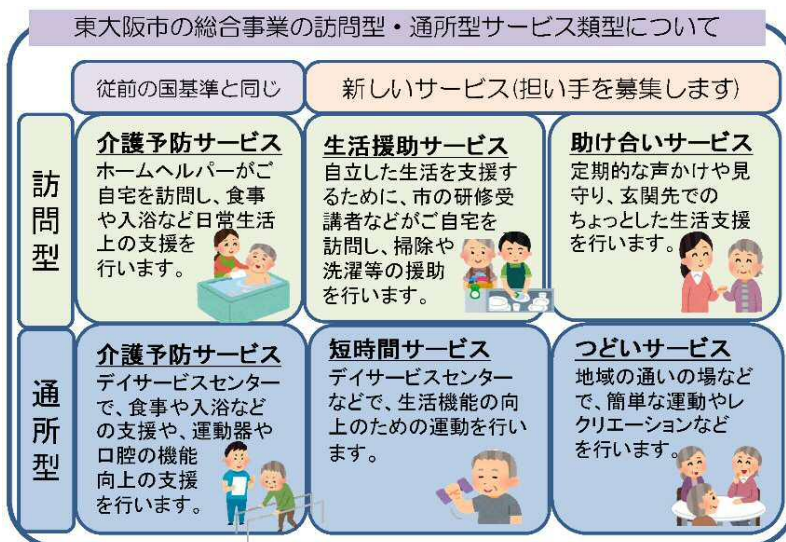 東大阪市の総合事業の訪問型・通所型サービス類型について
従前の国基準と同じ
新しいサービス(担い手を募集します)
訪問型
介護予防サービス
ホームヘルパーがご
自宅を訪問し、食事
や入浴など日常生活
上の支援を
行います。
生活援助サービス
自立した生活を支援す
るために、市の研修受
講者などがご自宅を
訪問し、掃除や
洗濯等の援助
を行います。
助け合いサービス
定期的な声かけや見
守り、玄関先での
ちょっとした生活支援
を行います。
通所型
介護予防サービス
デイサービスセンター
で、食事や入浴など
の支援や、運動器や
口腔の機能
向上の支援
を行います。
短時間サービス
デイサービスセンター
などで、生活機能の向
上のための運動を行い
ます。
つどいサービス
地域の通いの場など
で、簡単な運動やレ
クリエーションなど
を行います。